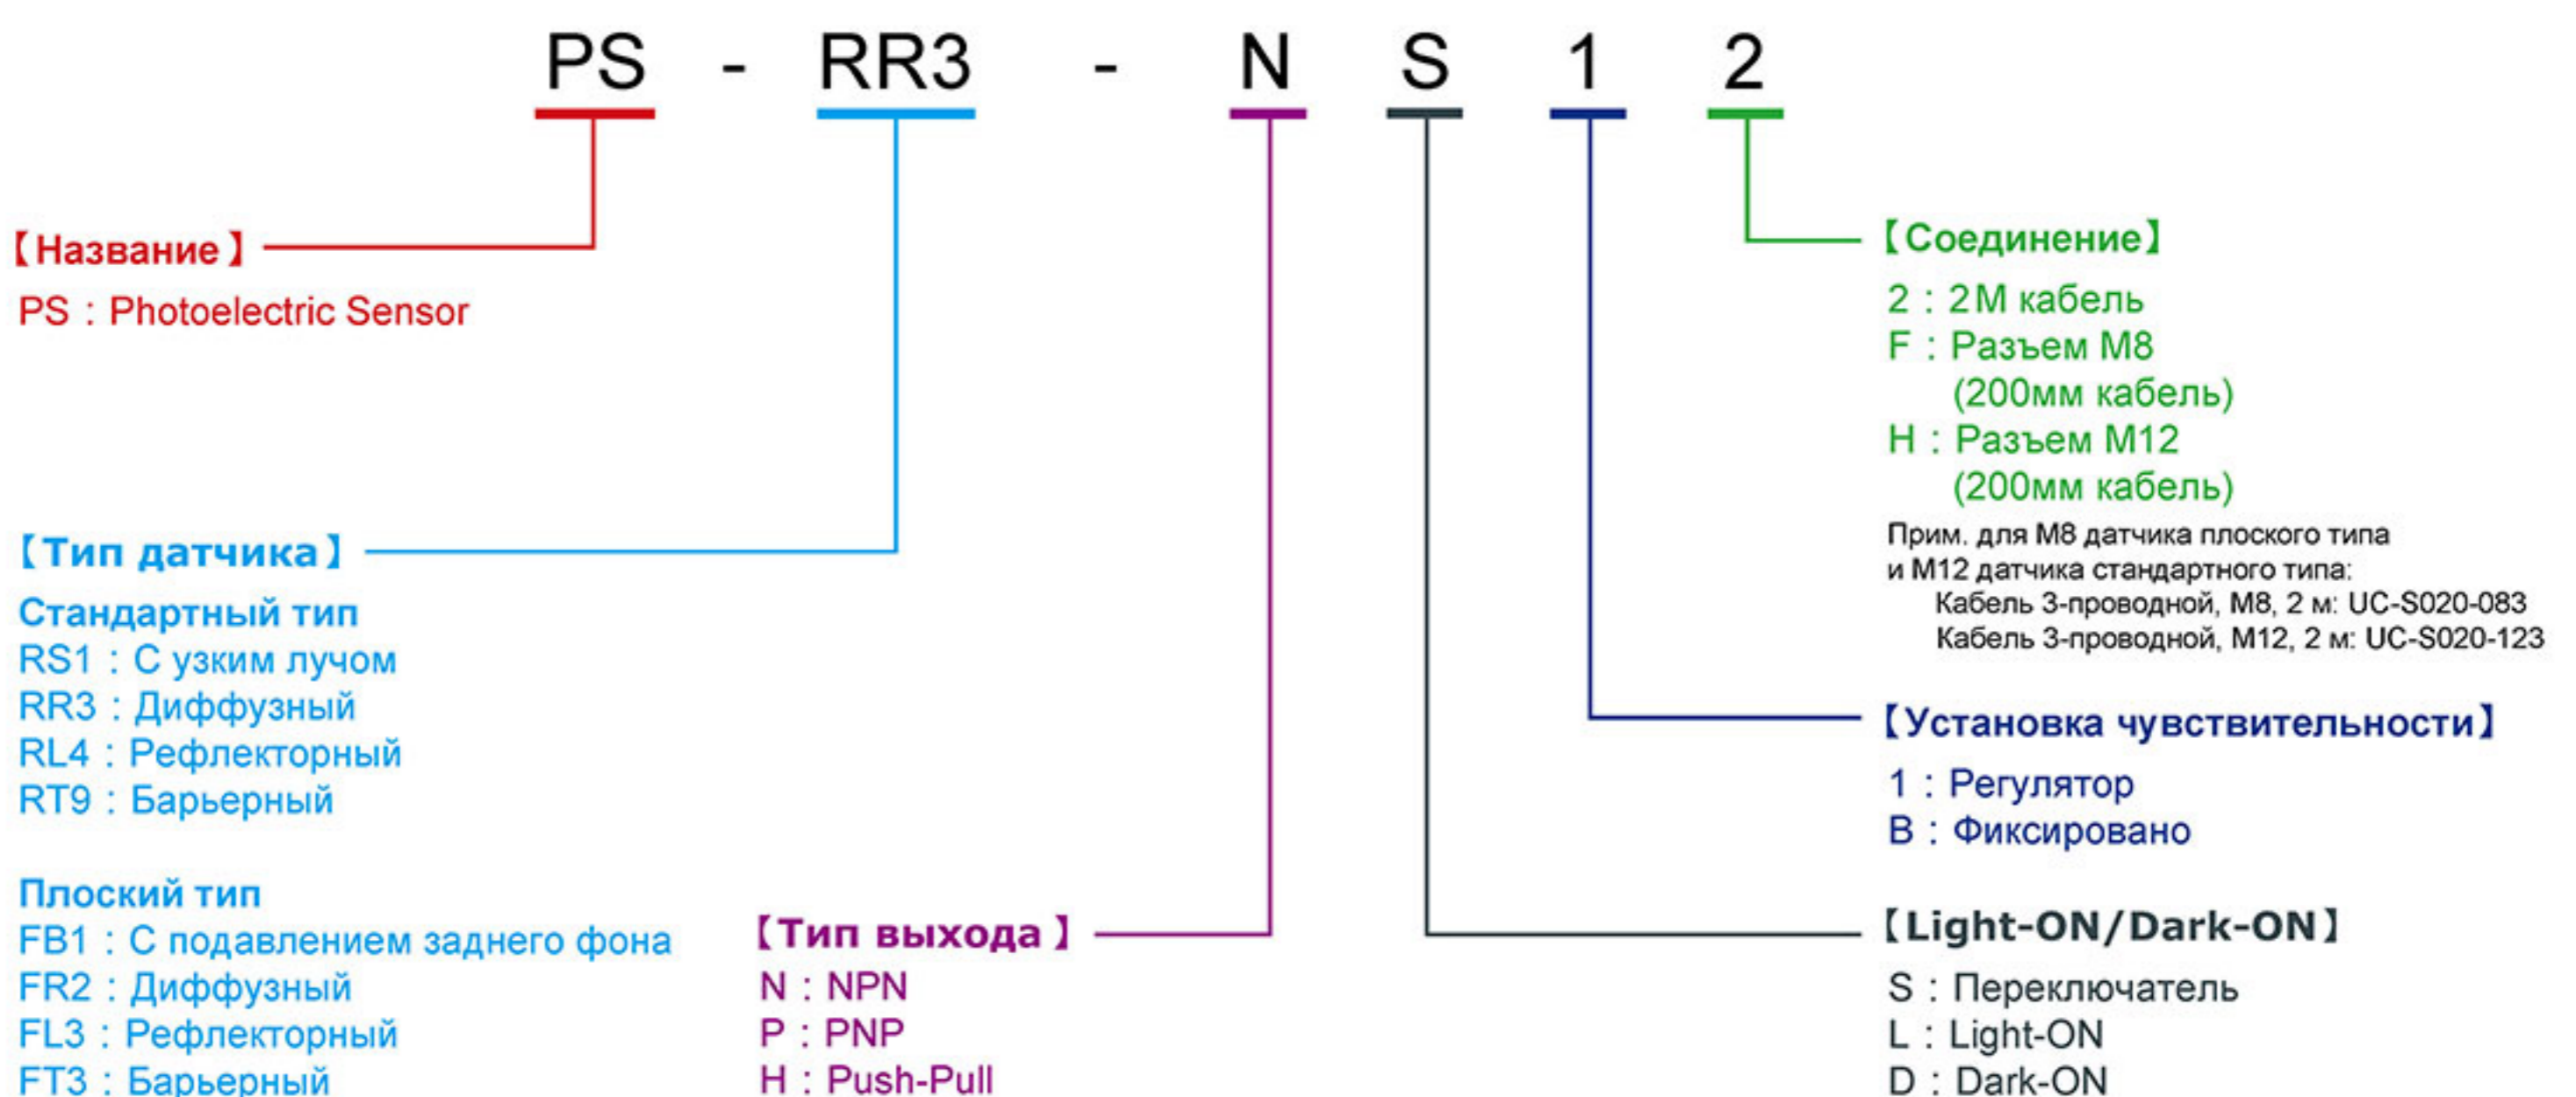 PS - RR3 - N S 1 2
【Название】
PS : Photoelectric Sensor
【Тип датчика】
Стандартный тип
RS1 : С узким лучом
RR3 : Диффузный
RL4 : Рефлекторный
RT9 : Барьерный
Плоский тип
FB1 : С подавлением заднего фона
FR2 : Диффузный
FL3 : Рефлекторный
FT3 : Барьерный
【Тип выхода】
N : NPN
P : PNP
H : Push-Pull
【Соединение】
2 : 2М кабель
F : Разъем М8
(200мм кабель)
H : Разъем М12
(200мм кабель)
Прим. для М8 датчика плоского типа
и М12 датчика стандартного типа:
Кабель 3-проводной, М8, 2 м: UC-S020-083
Кабель 3-проводной, М12, 2 м: UC-S020-123
【Установка чувствительности】
1 : Регулятор
B : Фиксировано
【Light-ON/Dark-ON】
S : Переключатель
L : Light-ON
D : Dark-ON